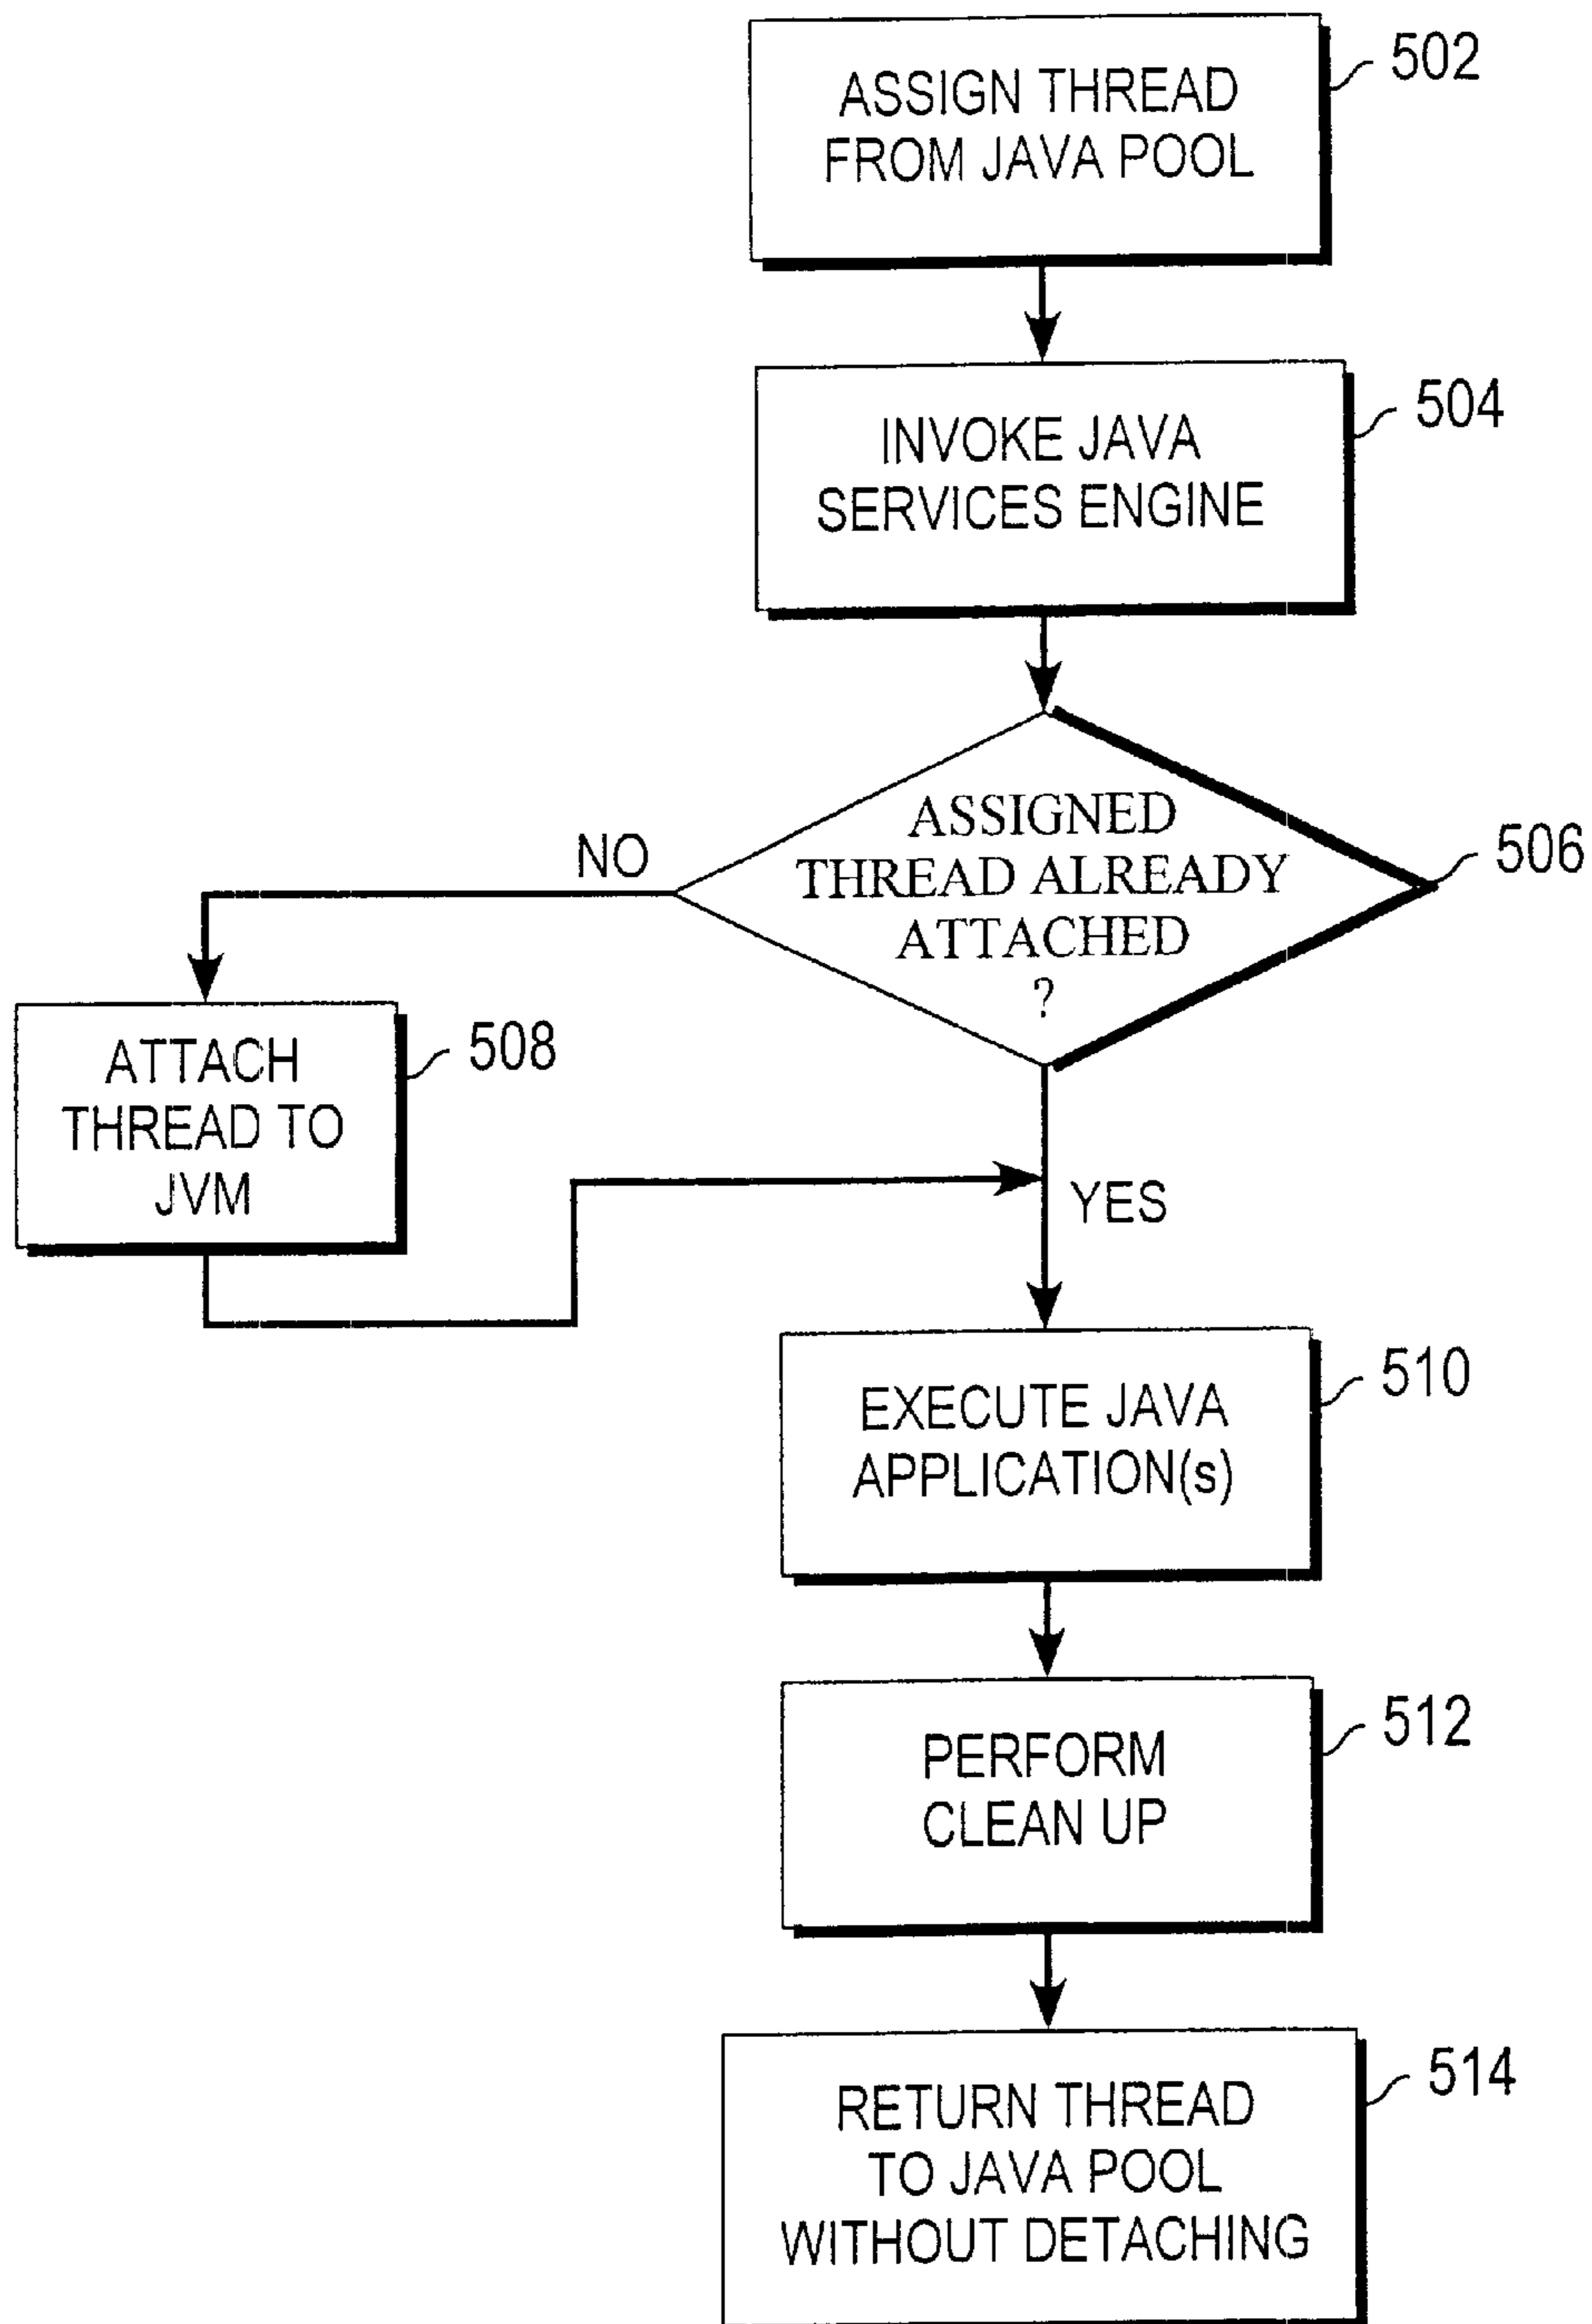 ASSIGN THREAD
FROM JAVA POOL
502
INVOKE JAVA
SERVICES ENGINE
504
ASSIGNED
THREAD ALREADY
ATTACHED
?
506
NO
ATTACH
THREAD TO
JVM
508
YES
EXECUTE JAVA
APPLICATION(s)
510
PERFORM
CLEAN UP
512
RETURN THREAD
TO JAVA POOL
WITHOUT DETACHING
514